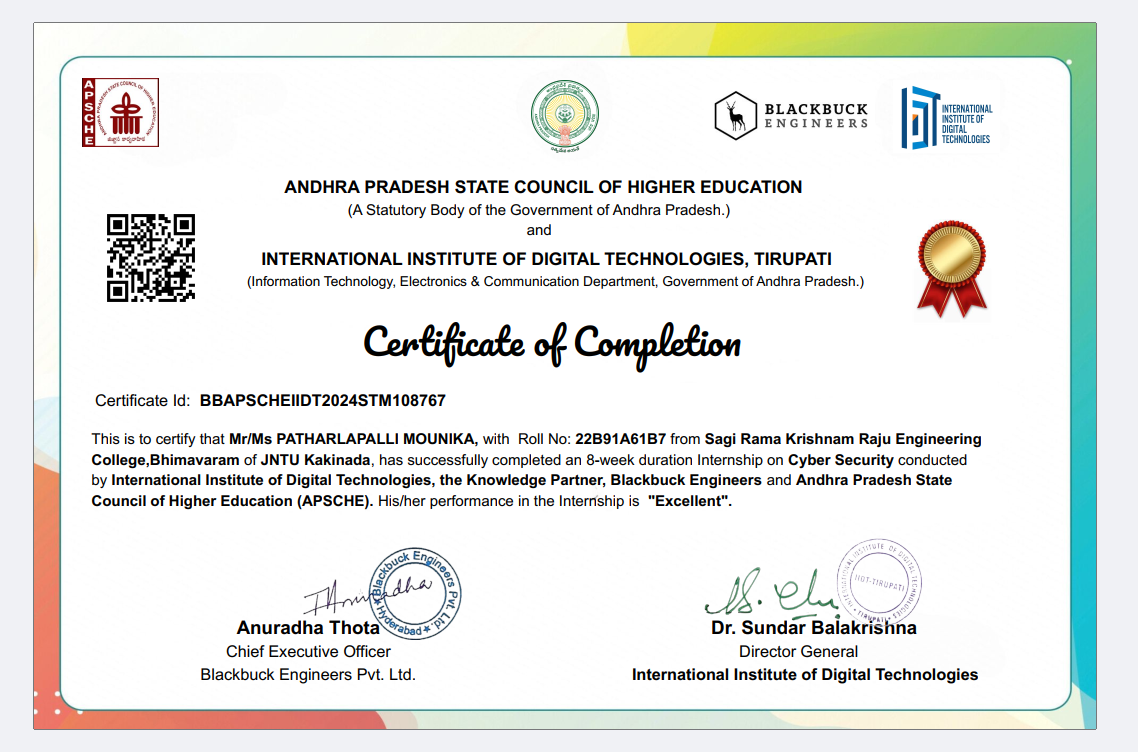 APSCHE
ANDHRA PRADESH STATE COUNCIL OF HIGHER EDUCATION
BLACKBUCK
ENGINEERS
INTERNATIONAL
INSTITUTE OF
DIGITAL
TECHNOLOGIES
ANDHRA PRADESH STATE COUNCIL OF HIGHER EDUCATION
(A Statutory Body of the Government of Andhra Pradesh.)
and
INTERNATIONAL INSTITUTE OF DIGITAL TECHNOLOGIES, TIRUPATI
(Information Technology, Electronics & Communication Department, Government of Andhra Pradesh.)
Certificate of Completion
Certificate Id: BBAPSCHEIIDT2024STM108767
This is to certify that Mr/Ms PATHARLAPALLI MOUNIKA, with Roll No: 22B91A61B7 from Sagi Rama Krishnam Raju Engineering
College,Bhimavaram of JNTU Kakinada, has successfully completed an 8-week duration Internship on Cyber Security conducted
by International Institute of Digital Technologies, the Knowledge Partner, Blackbuck Engineers and Andhra Pradesh State
Council of Higher Education (APSCHE). His/her performance in the Internship is "Excellent".
Blackbuck Engineers Pvt. Ltd.
Hyderabad
INTERNATIONAL INSTITUTE OF DIGITAL TECHNOLOGIES
IIDT-TIRUPATI
TIRUPATI
Anuradha Thota
Chief Executive Officer
Blackbuck Engineers Pvt. Ltd.
Dr. Sundar Balakrishna
Director General
International Institute of Digital Technologies